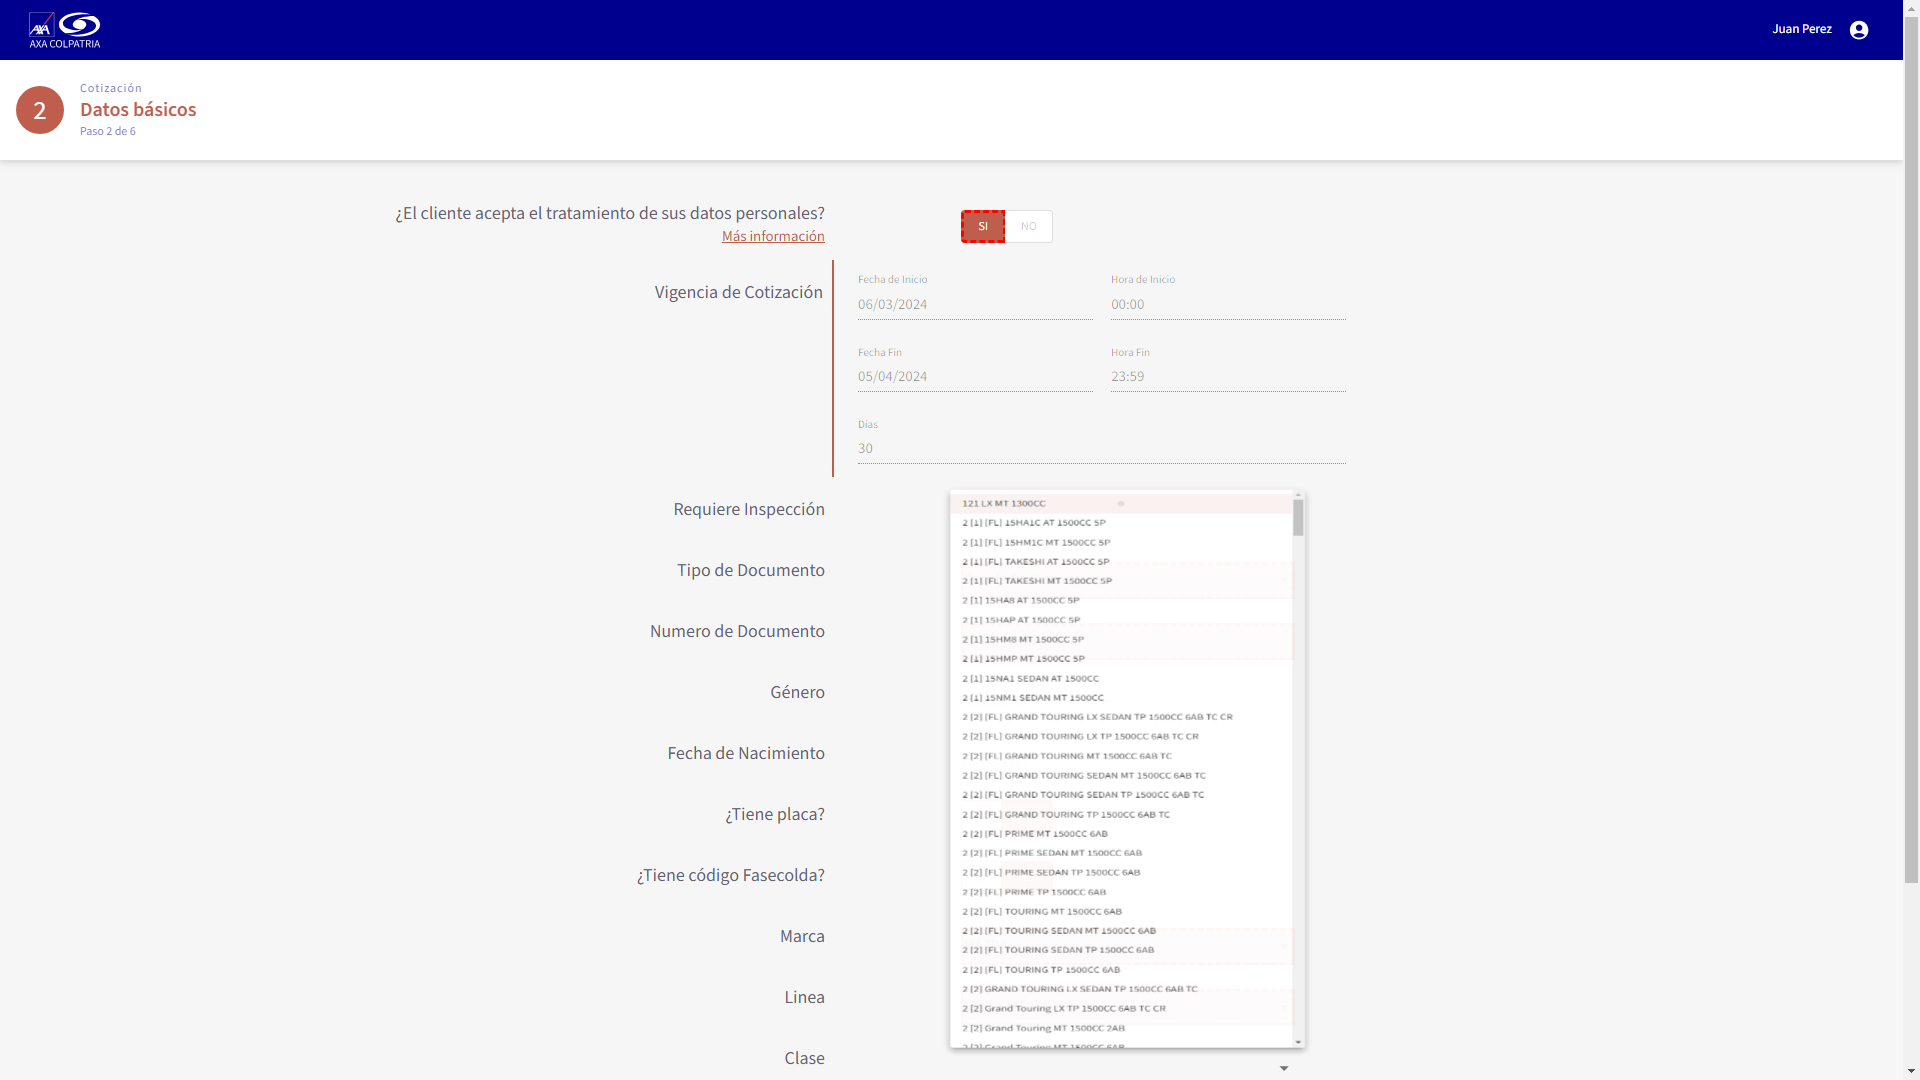 AXA COLPATRIA
Juan Perez
2
Cotización
Datos básicos
Paso 2 de 6
¿El cliente acepta el tratamiento de sus datos personales?
Más información
SI
NO
Vigencia de Cotización
Fecha de Inicio
06/03/2024
Hora de Inicio
00:00
Fecha Fin
05/04/2024
Hora Fin
23:59
Días
30
Requiere Inspección
Tipo de Documento
Numero de Documento
Género
Fecha de Nacimiento
¿Tiene placa?
¿Tiene código Fasecolda?
Marca
Linea
Clase
121 LX MT 1300CC
2 [1] [FL] 15HA1C AT 1500CC 5P
2 [1] [FL] 15HM1C MT 1500CC 5P
2 [1] [FL] TAKESHI AT 1500CC 5P
2 [1] [FL] TAKESHI MT 1500CC 5P
2 [1] 15HA8 AT 1500CC 5P
2 [1] 15HAP AT 1500CC 5P
2 [1] 15HM8 MT 1500CC 5P
2 [1] 15HMP MT 1500CC 5P
2 [1] 15NA1 SEDAN AT 1500CC
2 [1] 15NM1 SEDAN MT 1500CC
2 [2] [FL] GRAND TOURING LX SEDAN TP 1500CC 6AB TC CR
2 [2] [FL] GRAND TOURING LX TP 1500CC 6AB TC CR
2 [2] [FL] GRAND TOURING MT 1500CC 6AB TC
2 [2] [FL] GRAND TOURING SEDAN MT 1500CC 6AB TC
2 [2] [FL] GRAND TOURING SEDAN TP 1500CC 6AB TC
2 [2] [FL] GRAND TOURING TP 1500CC 6AB TC
2 [2] [FL] PRIME MT 1500CC 6AB
2 [2] [FL] PRIME SEDAN MT 1500CC 6AB
2 [2] [FL] PRIME SEDAN TP 1500CC 6AB
2 [2] [FL] PRIME TP 1500CC 6AB
2 [2] [FL] TOURING MT 1500CC 6AB
2 [2] [FL] TOURING SEDAN MT 1500CC 6AB
2 [2] [FL] TOURING SEDAN TP 1500CC 6AB
2 [2] [FL] TOURING TP 1500CC 6AB
2 [2] GRAND TOURING LX SEDAN TP 1500CC 6AB TC
2 [2] Grand Touring LX TP 1500CC 6AB TC CR
2 [2] Grand Touring MT 1500CC 2AB
2 [2] Grand Touring MT 1500CC 6AB